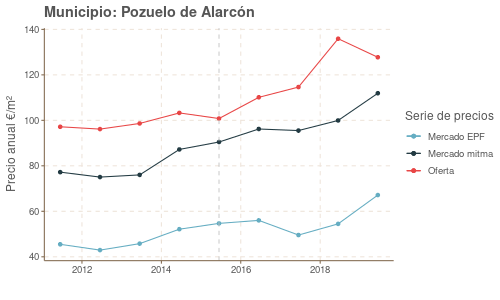 Municipio: Pozuelo de Alarcón
Precio anual €/m²
140
120
100
80
60
40
2012
2014
2016
2018
Serie de precios
Mercado EPF
Mercado mitma
Oferta